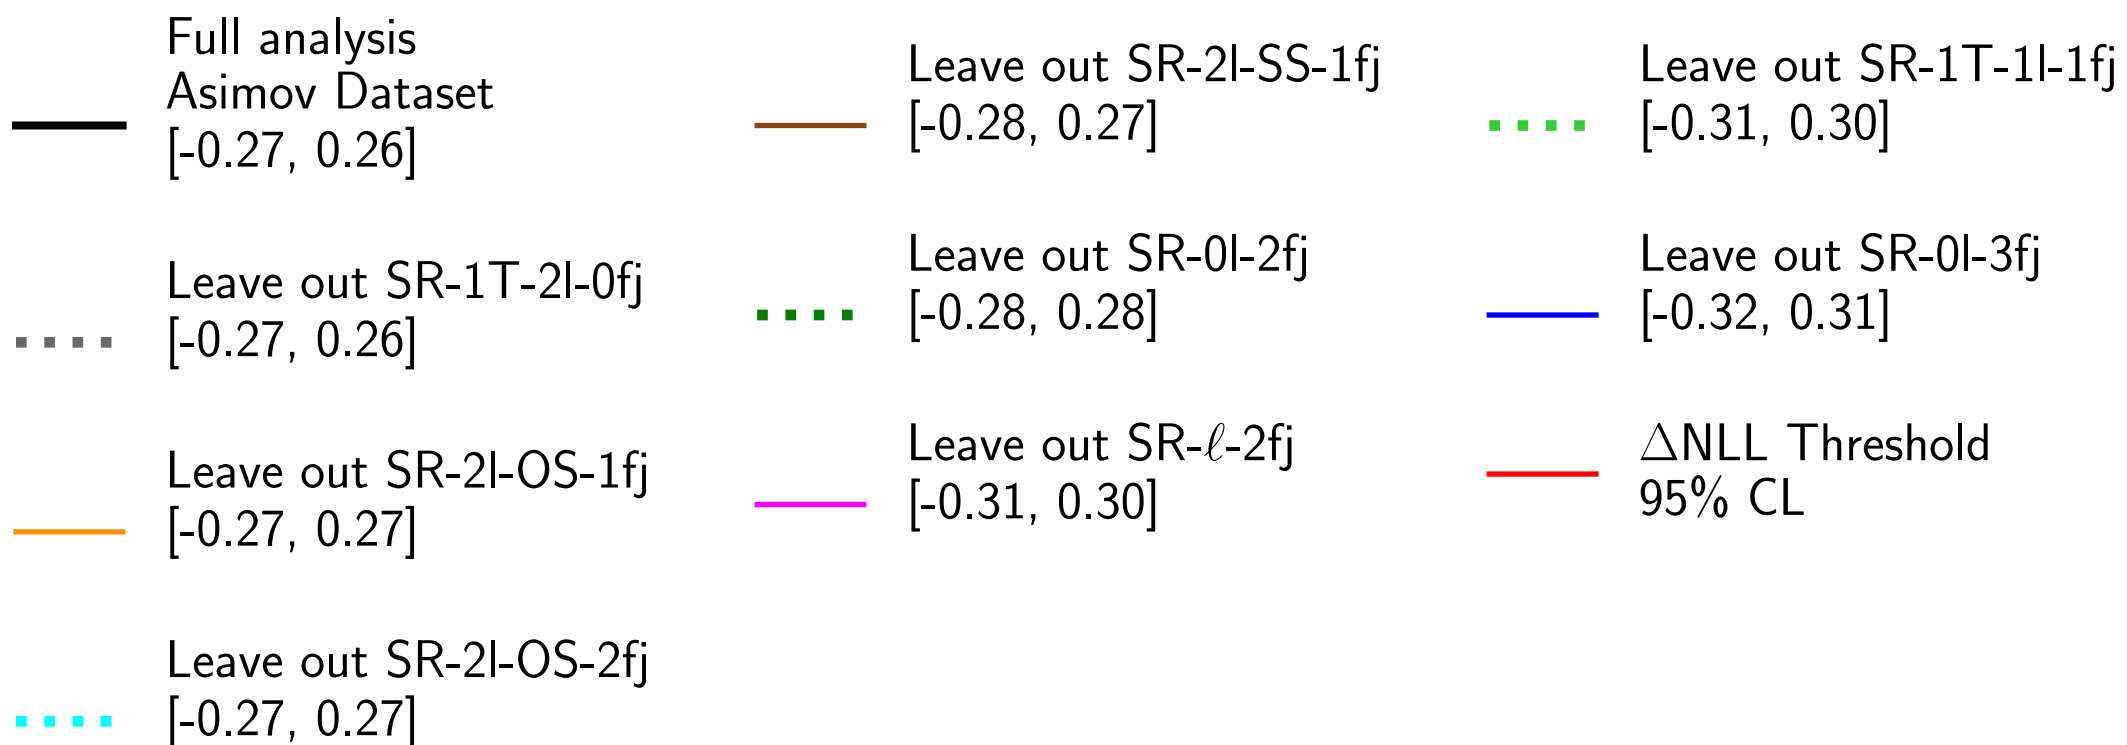 Full analysis
Asimov Dataset
[-0.27, 0.26]
Leave out SR-1T-2l-0fj
[-0.27, 0.26]
Leave out SR-2l-OS-1fj
[-0.27, 0.27]
Leave out SR-2l-OS-2fj
[-0.27, 0.27]
Leave out SR-2l-SS-1fj
[-0.28, 0.27]
Leave out SR-0l-2fj
[-0.28, 0.28]
Leave out SR-ℓ-2fj
[-0.31, 0.30]
Leave out SR-1T-1l-1fj
[-0.31, 0.30]
Leave out SR-0l-3fj
[-0.32, 0.31]
ΔNLL Threshold
95% CL